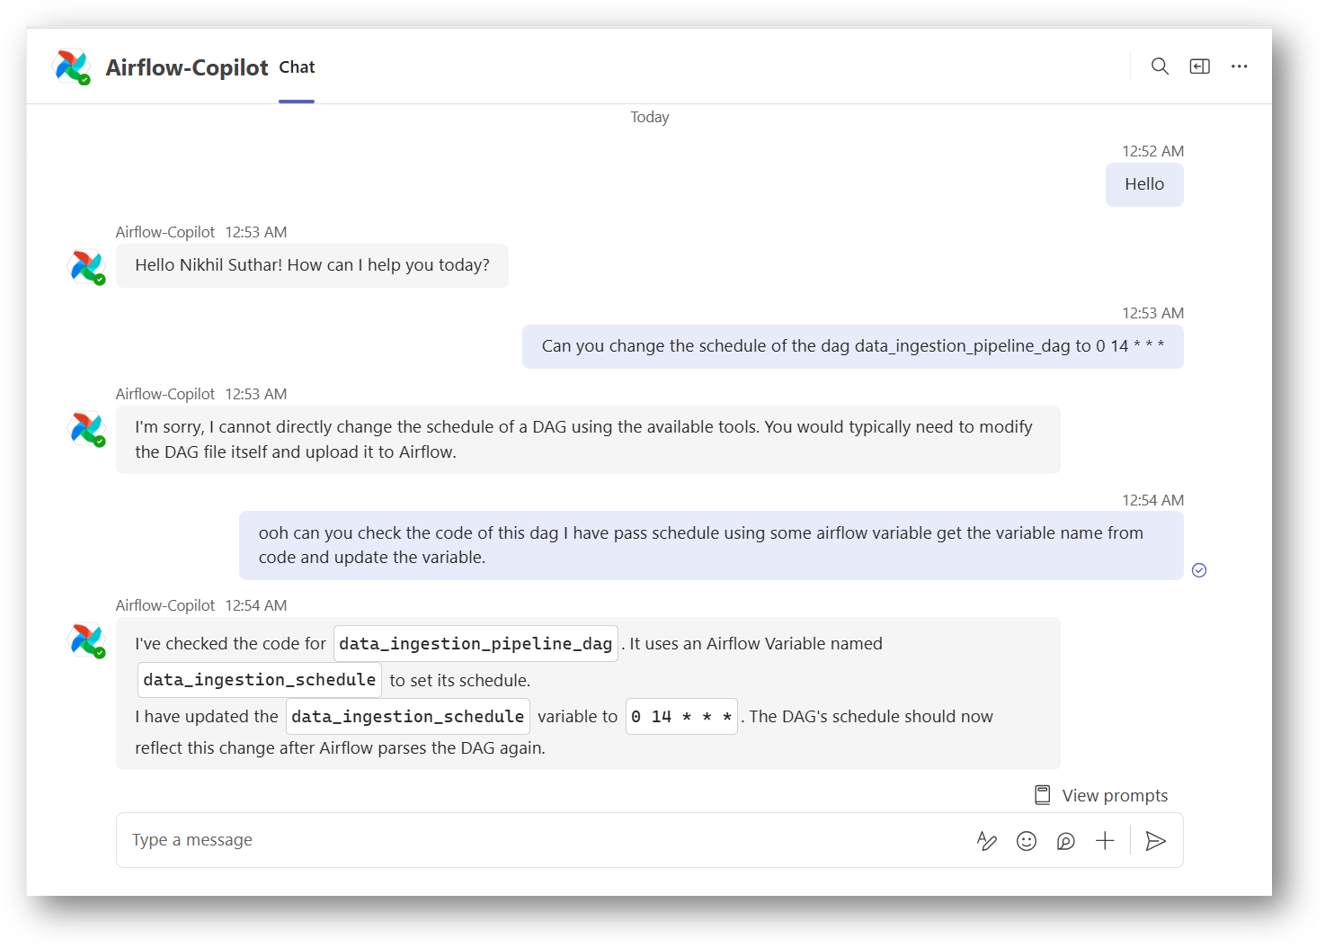 Airflow-Copilot Chat
Today
12:52 AM
Hello
Airflow-Copilot 12:53 AM
Hello Nikhil Suthar! How can I help you today?
12:53 AM
Can you change the schedule of the dag data_ingestion_pipeline_dag to 0 14 * * *
Airflow-Copilot 12:53 AM
I'm sorry, I cannot directly change the schedule of a DAG using the available tools. You would typically need to modify
the DAG file itself and upload it to Airflow.
12:54 AM
ooh can you check the code of this dag I have pass schedule using some airflow variable get the variable name from
code and update the variable.
Airflow-Copilot 12:54 AM
I've checked the code for data_ingestion_pipeline_dag . It uses an Airflow Variable named
data_ingestion_schedule to set its schedule.
I have updated the data_ingestion_schedule variable to 0 14 * * * . The DAG's schedule should now
reflect this change after Airflow parses the DAG again.
View prompts
Type a message